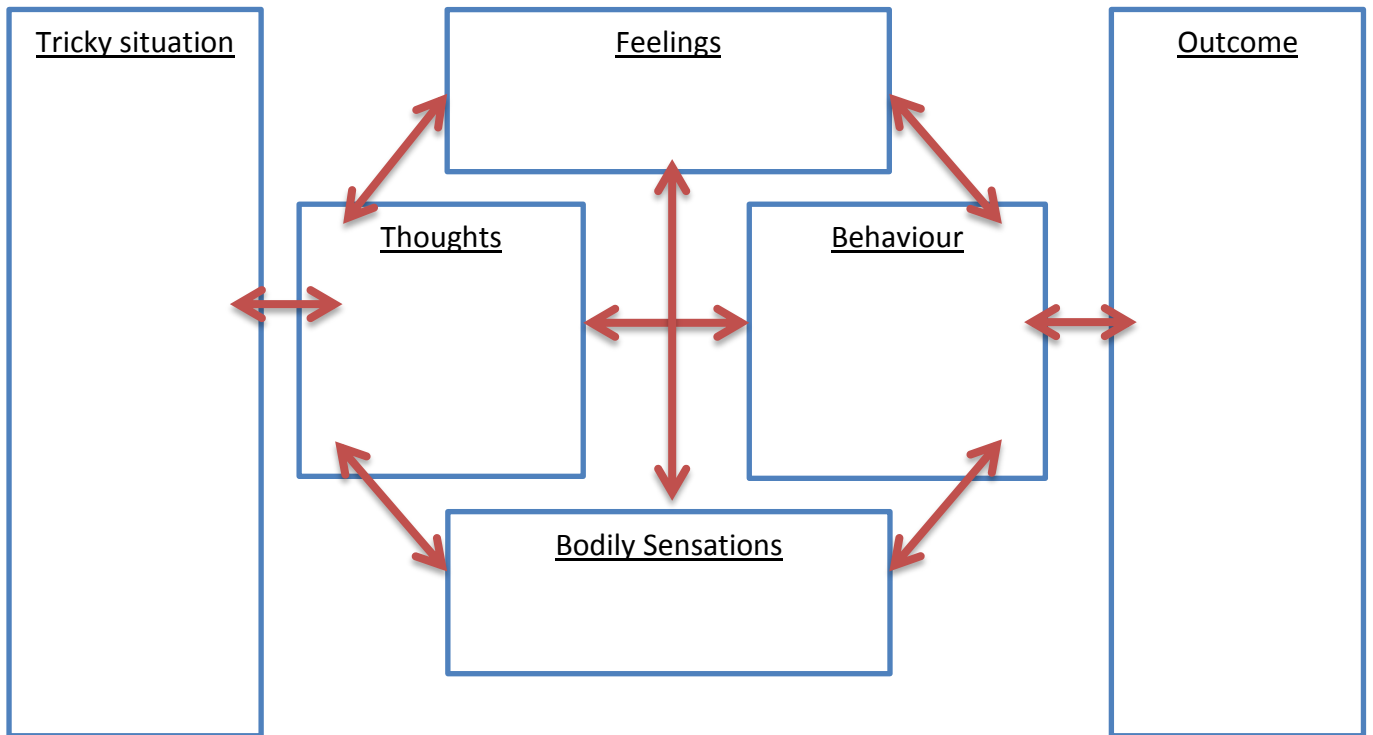 Tricky situation
Feelings
Outcome
Thoughts
Behaviour
Bodily Sensations